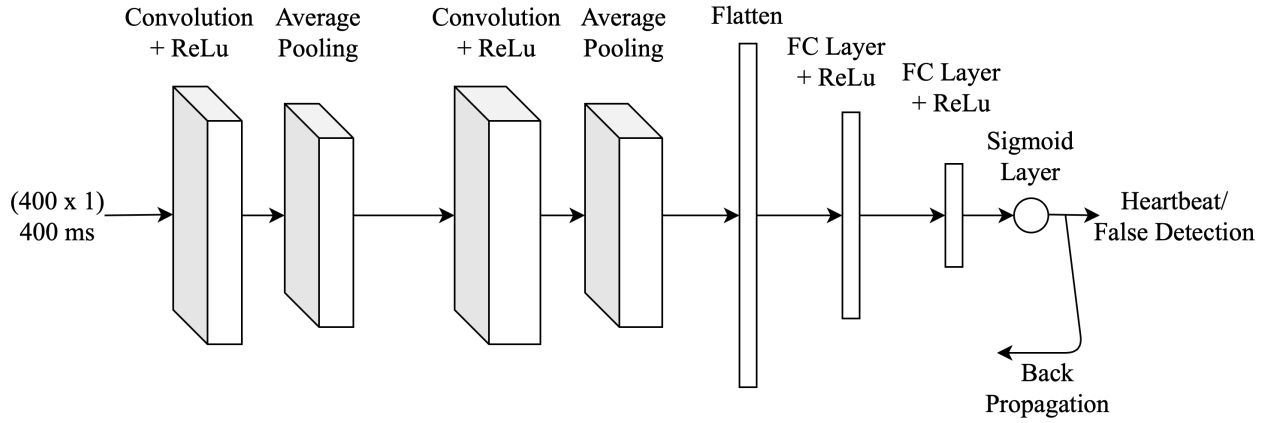 Convolution
+ ReLu
Average
Pooling
Convolution
+ ReLu
Average
Pooling
Flatten
FC Layer
+ ReLu
FC Layer
+ ReLu
Sigmoid
Layer
(400 x 1)
400 ms
Heartbeat/
False Detection
Back
Propagation